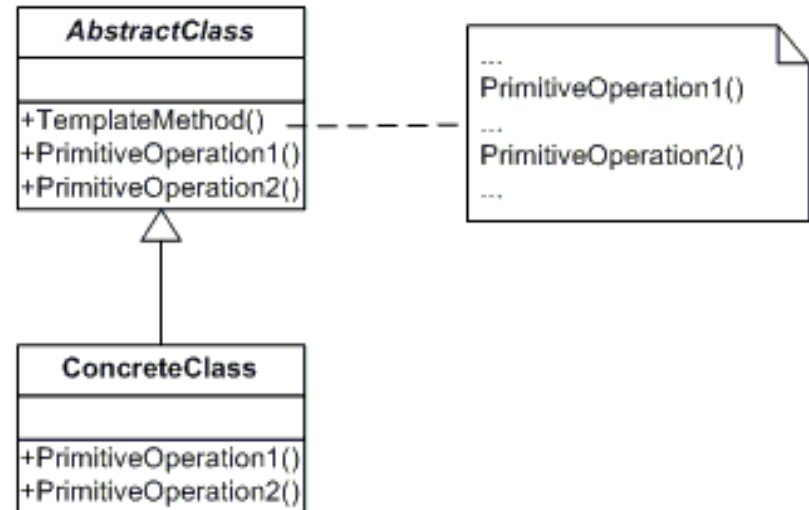 AbstractClass
+TemplateMethod()
+PrimitiveOperation1()
+PrimitiveOperation2()
...
PrimitiveOperation1()
...
PrimitiveOperation2()
...
ConcreteClass
+PrimitiveOperation1()
+PrimitiveOperation2()